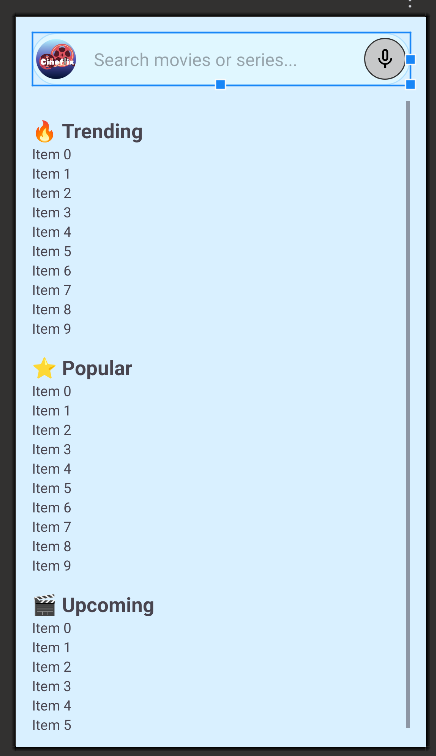 CineFlix
Search movies or series...
🔥 Trending
Item 0
Item 1
Item 2
Item 3
Item 4
Item 5
Item 6
Item 7
Item 8
Item 9
⭐ Popular
Item 0
Item 1
Item 2
Item 3
Item 4
Item 5
Item 6
Item 7
Item 8
Item 9
🎬 Upcoming
Item 0
Item 1
Item 2
Item 3
Item 4
Item 5